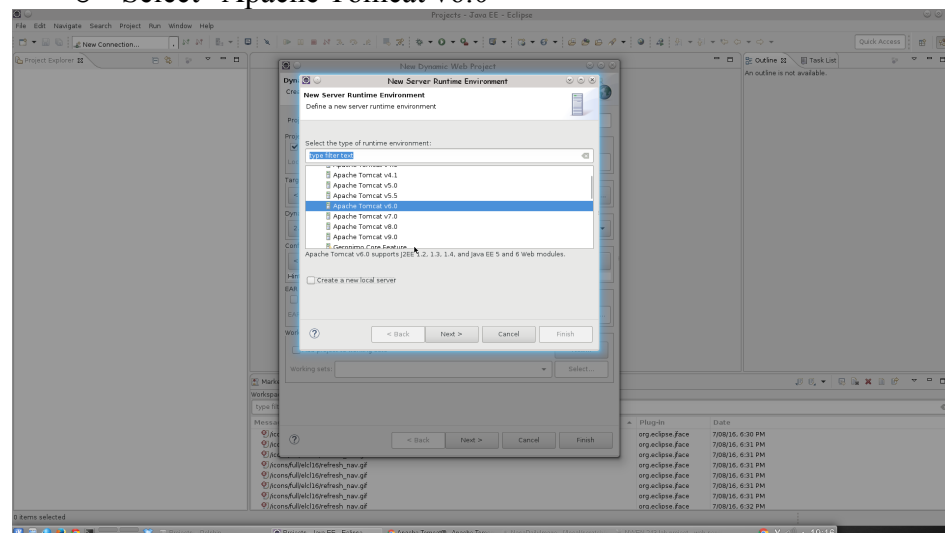 Select Apache Tomcat v6.0
Projects - Java EE - Eclipse
File Edit Navigate Search Project Run Window Help
New Connection...
Quick Access
Project Explorer
Outline
Task List
An outline is not available.
New Dynamic Web Project
New Server Runtime Environment
New Server Runtime Environment
Define a new server runtime environment
Select the type of runtime environment:
type filter text
Apache Tomcat v4.1
Apache Tomcat v5.0
Apache Tomcat v5.5
Apache Tomcat v6.0
Apache Tomcat v7.0
Apache Tomcat v8.0
Apache Tomcat v9.0
Geronimo Core Feature
Apache Tomcat v6.0 supports J2EE 1.2, 1.3, 1.4, and Java EE 5 and 6 Web modules.
Create a new local server
< Back Next > Cancel Finish
Working sets: Select...
< Back Next > Cancel Finish
Plug-in Date
org.eclipse.jface 7/08/16, 6:30 PM
org.eclipse.jface 7/08/16, 6:31 PM
org.eclipse.jface 7/08/16, 6:31 PM
/icons/full/elcl16/refresh_nav.gif org.eclipse.jface 7/08/16, 6:31 PM
/icons/full/elcl16/refresh_nav.gif org.eclipse.jface 7/08/16, 6:31 PM
/icons/full/elcl16/refresh_nav.gif org.eclipse.jface 7/08/16, 6:31 PM
/icons/full/elcl16/refresh_nav.gif org.eclipse.jface 7/08/16, 6:31 PM
/icons/full/elcl16/refresh_nav.gif org.eclipse.jface 7/08/16, 6:32 PM
0 items selected